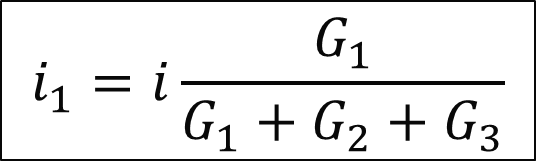 i₁ = i G₁ / (G₁ + G₂ + G₃)